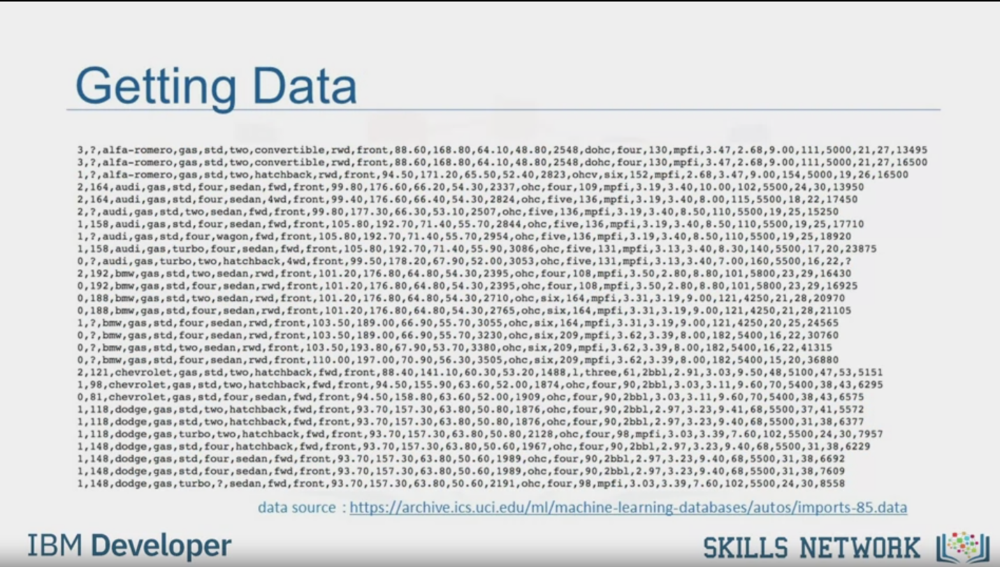 Getting Data
3,?,alfa-romero,gas,std,two,convertible,rwd,front,88.60,168.80,64.10,48.80,2548,dohc,four,130,mpfi,3.47,2.68,9.00,111,5000,21,27,13495
3,?,alfa-romero,gas,std,two,convertible,rwd,front,88.60,168.80,64.10,48.80,2548,dohc,four,130,mpfi,3.47,2.68,9.00,111,5000,21,27,16500
1,?,alfa-romero,gas,std,two,hatchback,rwd,front,94.50,171.20,65.50,52.40,2823,ohcv,six,152,mpfi,2.68,3.47,9.00,154,5000,19,26,16500
2,164,audi,gas,std,four,sedan,fwd,front,99.80,176.60,66.20,54.30,2337,ohc,four,109,mpfi,3.19,3.40,10.00,102,5500,24,30,13950
2,164,audi,gas,std,four,sedan,4wd,front,99.40,176.60,66.40,54.30,2824,ohc,five,136,mpfi,3.19,3.40,8.00,115,5500,18,22,17450
2,?,audi,gas,std,two,sedan,fwd,front,99.80,177.30,66.30,53.10,2507,ohc,five,136,mpfi,3.19,3.40,8.50,110,5500,19,25,15250
1,158,audi,gas,std,four,sedan,fwd,front,105.80,192.70,71.40,55.70,2844,ohc,five,136,mpfi,3.19,3.40,8.50,110,5500,19,25,17710
1,?,audi,gas,std,four,wagon,fwd,front,105.80,192.70,71.40,55.70,2954,ohc,five,136,mpfi,3.19,3.40,8.50,110,5500,19,25,18920
1,158,audi,gas,turbo,four,sedan,fwd,front,105.80,192.70,71.40,55.90,3086,ohc,five,131,mpfi,3.13,3.40,8.30,140,5500,17,20,23875
0,?,audi,gas,turbo,two,hatchback,4wd,front,99.50,178.20,67.90,52.00,3053,ohc,five,131,mpfi,3.13,3.40,7.00,160,5500,16,22,?
2,192,bmw,gas,std,two,sedan,rwd,front,101.20,176.80,64.80,54.30,2395,ohc,four,108,mpfi,3.50,2.80,8.80,101,5800,23,29,16430
0,192,bmw,gas,std,four,sedan,rwd,front,101.20,176.80,64.80,54.30,2395,ohc,four,108,mpfi,3.50,2.80,8.80,101,5800,23,29,16925
0,188,bmw,gas,std,two,sedan,rwd,front,101.20,176.80,64.80,54.30,2710,ohc,six,164,mpfi,3.31,3.19,9.00,121,4250,21,28,20970
0,188,bmw,gas,std,four,sedan,rwd,front,101.20,176.80,64.80,54.30,2765,ohc,six,164,mpfi,3.31,3.19,9.00,121,4250,21,28,21105
1,?,bmw,gas,std,four,sedan,rwd,front,103.50,189.00,66.90,55.70,3055,ohc,six,164,mpfi,3.31,3.19,9.00,121,4250,20,25,24565
0,?,bmw,gas,std,four,sedan,rwd,front,103.50,189.00,66.90,55.70,3230,ohc,six,209,mpfi,3.62,3.39,8.00,182,5400,16,22,30760
0,?,bmw,gas,std,two,sedan,rwd,front,103.50,193.80,67.90,53.70,3380,ohc,six,209,mpfi,3.62,3.39,8.00,182,5400,16,22,41315
0,?,bmw,gas,std,four,sedan,rwd,front,110.00,197.00,70.90,56.30,3505,ohc,six,209,mpfi,3.62,3.39,8.00,182,5400,15,20,36880
2,121,chevrolet,gas,std,two,hatchback,fwd,front,88.40,141.10,60.30,53.20,1488,l,three,61,2bbl,2.91,3.03,9.50,48,5100,47,53,5151
1,98,chevrolet,gas,std,two,hatchback,fwd,front,94.50,155.90,63.60,52.00,1874,ohc,four,90,2bbl,3.03,3.11,9.60,70,5400,38,43,6295
0,81,chevrolet,gas,std,four,sedan,fwd,front,94.50,158.80,63.60,52.00,1909,ohc,four,90,2bbl,3.03,3.11,9.60,70,5400,38,43,6575
1,118,dodge,gas,std,two,hatchback,fwd,front,93.70,157.30,63.80,50.80,1876,ohc,four,90,2bbl,2.97,3.23,9.41,68,5500,37,41,5572
1,118,dodge,gas,std,two,hatchback,fwd,front,93.70,157.30,63.80,50.80,1876,ohc,four,90,2bbl,2.97,3.23,9.40,68,5500,31,38,6377
1,118,dodge,gas,turbo,two,hatchback,fwd,front,93.70,157.30,63.80,50.80,2128,ohc,four,98,mpfi,3.03,3.39,7.60,102,5500,24,30,7957
1,148,dodge,gas,std,four,hatchback,fwd,front,93.70,157.30,63.80,50.60,1967,ohc,four,90,2bbl,2.97,3.23,9.40,68,5500,31,38,6229
1,148,dodge,gas,std,four,sedan,fwd,front,93.70,157.30,63.80,50.60,1989,ohc,four,90,2bbl,2.97,3.23,9.40,68,5500,31,38,6692
1,148,dodge,gas,std,four,sedan,fwd,front,93.70,157.30,63.80,50.60,1989,ohc,four,90,2bbl,2.97,3.23,9.40,68,5500,31,38,7609
1,148,dodge,gas,turbo,?,sedan,fwd,front,93.70,157.30,63.80,50.60,2191,ohc,four,98,mpfi,3.03,3.39,7.60,102,5500,24,30,8558
data source : https://archive.ics.uci.edu/ml/machine-learning-databases/autos/imports-85.data
IBM Developer
SKILLS NETWORK